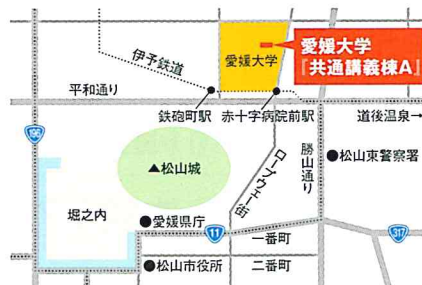 愛媛大学
『共通講義棟A』
愛媛大学
伊予鉄道
平和通り
鉄砲町駅
赤十字病院前駅
道後温泉→
196
▲松山城
ロープウェー街
勝山通り
●松山東警察署
堀之内
●愛媛県庁
11
一番町
317
●松山市役所
二番町